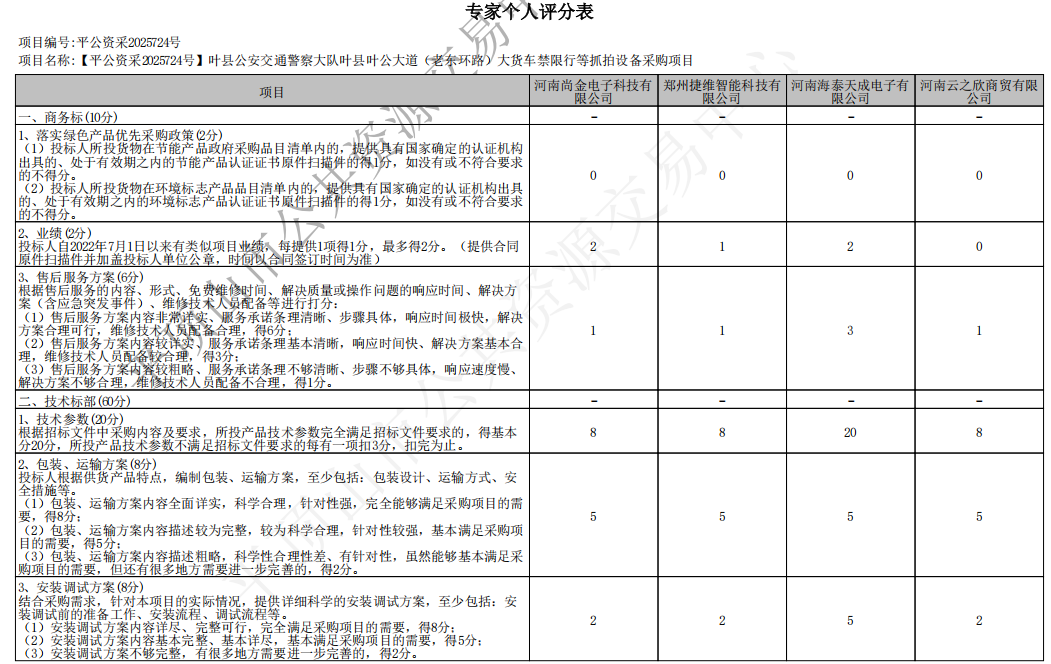 专家个人评分表
项目编号:平公资采2025724号
项目名称:【平公资采2025724号】叶县公安交通警察大队叶县叶公大道（老东环路）大货车禁限行等抓拍设备采购项目
项目
河南尚金电子科技有
限公司
郑州捷维智能科技有
限公司
河南海泰天成电子有
限公司
河南云之欣商贸有限
公司
一、商务标(10分)
-
-
-
-
1、落实绿色产品优先采购政策(2分)
（1）投标人所投货物在节能产品政府采购品目清单内的，提供具有国家确定的认证机构
出具的、处于有效期之内的节能产品认证证书原件扫描件的得1分，如没有或不符合要求
的不得分。
（2）投标人所投货物在环境标志产品品目清单内的，提供具有国家确定的认证机构出具
的、处于有效期之内的环境标志产品认证证书原件扫描件的得1分，如没有或不符合要求
的不得分。
0
0
0
0
2、业绩(2分)
投标人自2022年7月1日以来有类似项目业绩，每提供1项得1分，最多得2分。（提供合同
原件扫描件并加盖投标人单位公章，时间以合同签订时间为准）
2
1
2
0
3、售后服务方案(6分)
根据售后服务的内容、形式、免费维修时间、解决质量或操作问题的响应时间、解决方
案（含应急突发事件）、维修技术人员配备等进行打分：
（1）售后服务方案内容非常详实、服务承诺条理清晰、步骤具体，响应时间极快，解决
方案合理可行，维修技术人员配备合理，得6分；
（2）售后服务方案内容较详实、服务承诺条理基本清晰，响应时间快、解决方案基本合
理，维修技术人员配备较合理，得3分；
（3）售后服务方案内容较粗略、服务承诺条理不够清晰、步骤不够具体，响应速度慢、
解决方案不够合理，维修技术人员配备不合理，得1分。
1
1
3
1
二、技术标部(60分)
-
-
-
-
1、技术参数(20分)
根据招标文件中采购内容及要求，所投产品技术参数完全满足招标文件要求的，得基本
分20分，所投产品技术参数不满足招标文件要求的每有一项扣3分，扣完为止。
8
8
20
8
2、包装、运输方案(8分)
投标人根据供货产品特点，编制包装、运输方案，至少包括：包装设计、运输方式、安
全措施等。
（1）包装、运输方案内容全面详实，科学合理，针对性强，完全能够满足采购项目的需
要，得8分；
（2）包装、运输方案内容描述较为完整，较为科学合理，针对性较强，基本满足采购项
目的需要，得5分；
（3）包装、运输方案内容描述粗略，科学性合理性差、有针对性，虽然能够基本满足采
购项目的需要，但还有很多地方需要进一步完善的，得2分。
5
5
5
5
3、安装调试方案(8分)
结合采购需求，针对本项目的实际情况，提供详细科学的安装调试方案，至少包括：安
装调试前的准备工作、安装流程、调试流程等。
（1）安装调试方案内容详尽、完整可行，完全满足采购项目的需要，得8分；
（2）安装调试方案内容基本完整、基本详尽，基本满足采购项目的需要，得5分；
（3）安装调试方案不够完整，有很多地方需要进一步完善的，得2分。
2
2
5
2
平顶山市公共资源交易中心